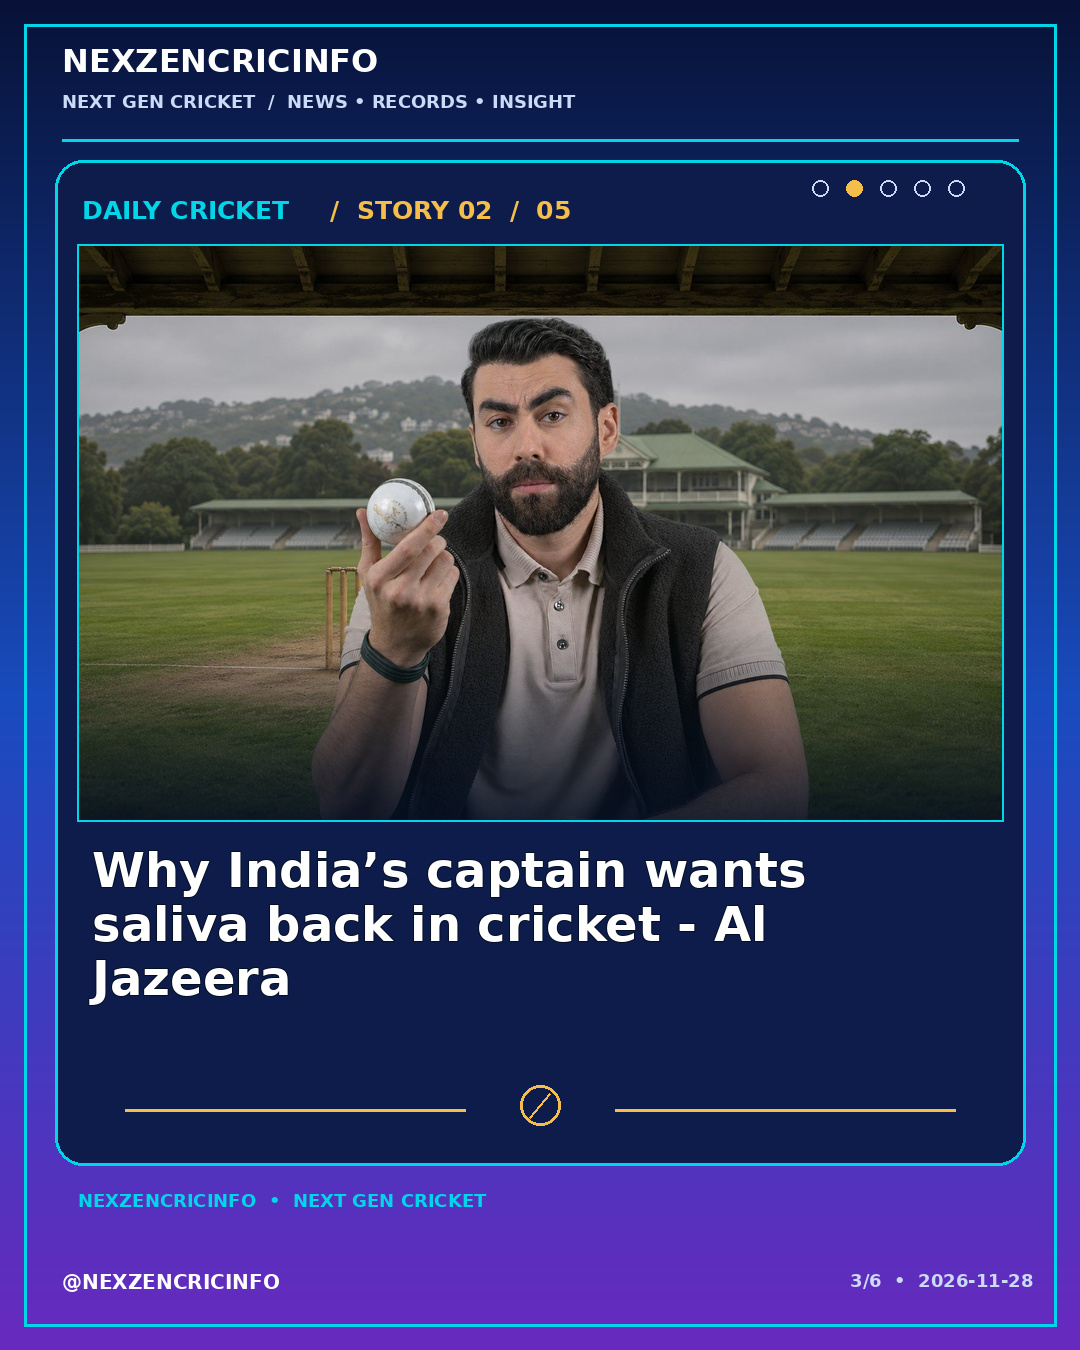 NEXZENCRICINFO
NEXT GEN CRICKET / NEWS • RECORDS • INSIGHT
DAILY CRICKET / STORY 02 / 05
Why India’s captain wants
saliva back in cricket - Al
Jazeera
NEXZENCRICINFO • NEXT GEN CRICKET
@NEXZENCRICINFO
3/6 • 2026-11-28